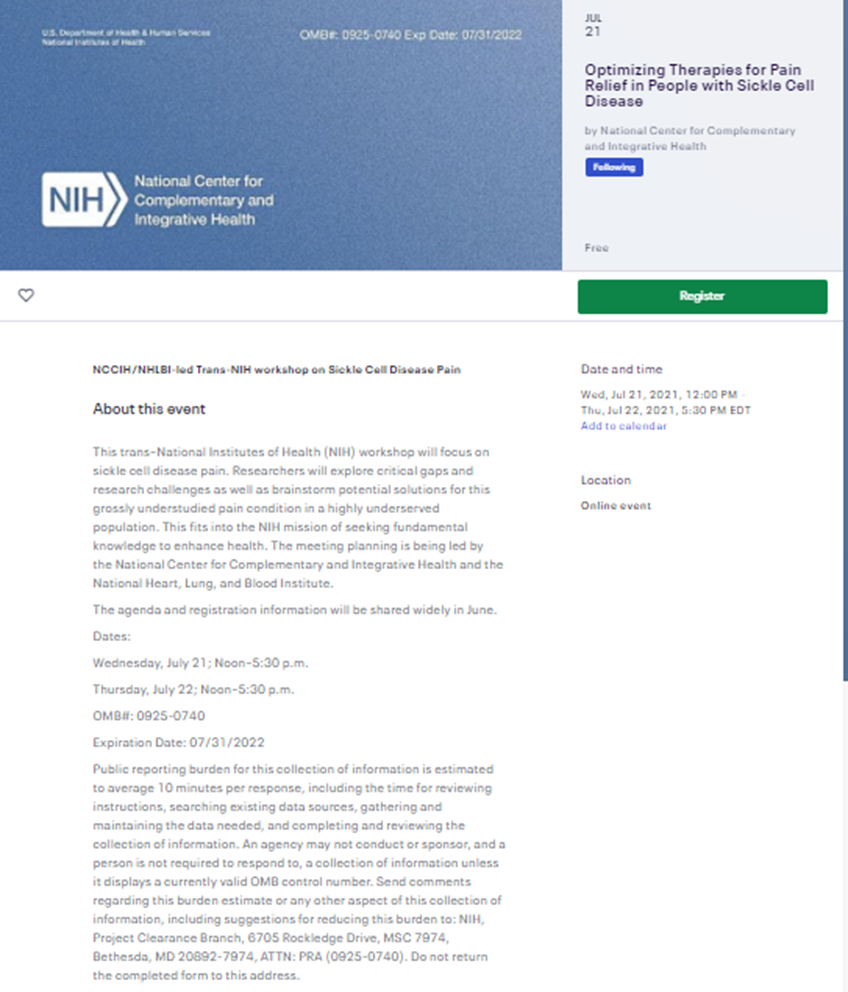 U.S. Department of Health & Human Services
National Institutes of Health
OMB#: 0925-0740 Exp Date: 07/31/2022
NIH
National Center for
Complementary and
Integrative Health
JUL
21
Optimizing Therapies for Pain
Relief in People with Sickle Cell
Disease
by National Center for Complementary
and Integrative Health
Following
Free
Register
NCCIH/NHLBI-led Trans-NIH workshop on Sickle Cell Disease Pain
About this event
This trans-National Institutes of Health (NIH) workshop will focus on
sickle cell disease pain. Researchers will explore critical gaps and
research challenges as well as brainstorm potential solutions for this
grossly understudied pain condition in a highly underserved
population. This fits into the NIH mission of seeking fundamental
knowledge to enhance health. The meeting planning is being led by
the National Center for Complementary and Integrative Health and the
National Heart, Lung, and Blood Institute.
The agenda and registration information will be shared widely in June.
Dates:
Wednesday, July 21; Noon-5:30 p.m.
Thursday, July 22; Noon-5:30 p.m.
OMB#: 0925-0740
Expiration Date: 07/31/2022
Public reporting burden for this collection of information is estimated
to average 10 minutes per response, including the time for reviewing
instructions, searching existing data sources, gathering and
maintaining the data needed, and completing and reviewing the
collection of information. An agency may not conduct or sponsor, and a
person is not required to respond to, a collection of information unless
it displays a currently valid OMB control number. Send comments
regarding this burden estimate or any other aspect of this collection of
information, including suggestions for reducing this burden to: NIH,
Project Clearance Branch, 6705 Rockledge Drive, MSC 7974,
Bethesda, MD 20892-7974, ATTN: PRA (0925-0740). Do not return
the completed form to this address.
Date and time
Wed, Jul 21, 2021, 12:00 PM -
Thu, Jul 22, 2021, 5:30 PM EDT
Add to calendar
Location
Online event